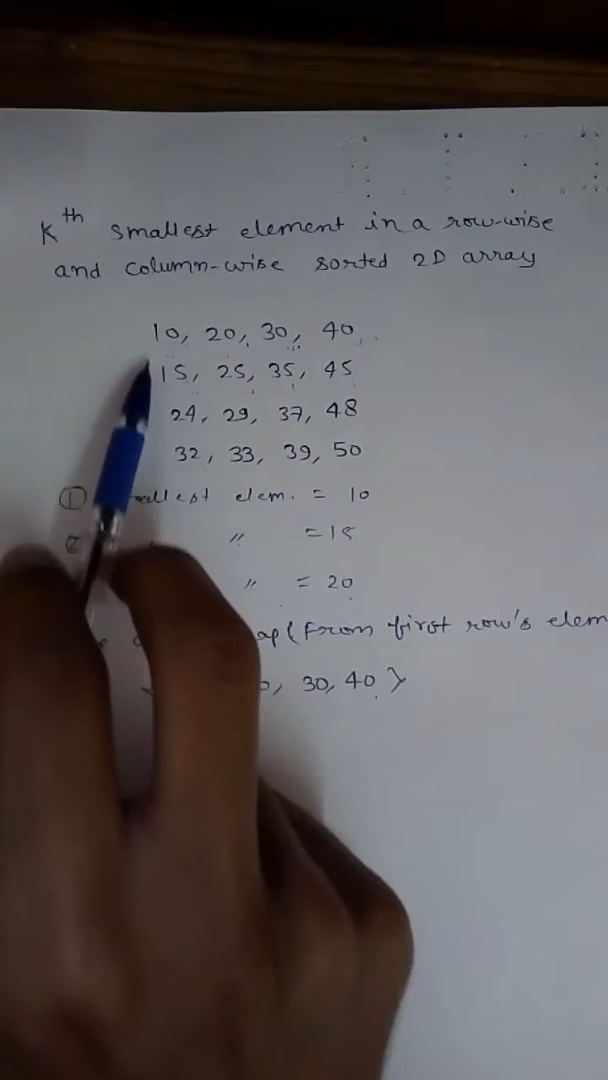 Kth smallest element in a row-wise
and column-wise sorted 2D array
10, 20, 30, 40
15, 25, 35, 45
24, 29, 37, 48
32, 33, 39, 50
① elem. = 10
2 〃 = 15
〃 = 20
(From first row's elem
30, 40 }